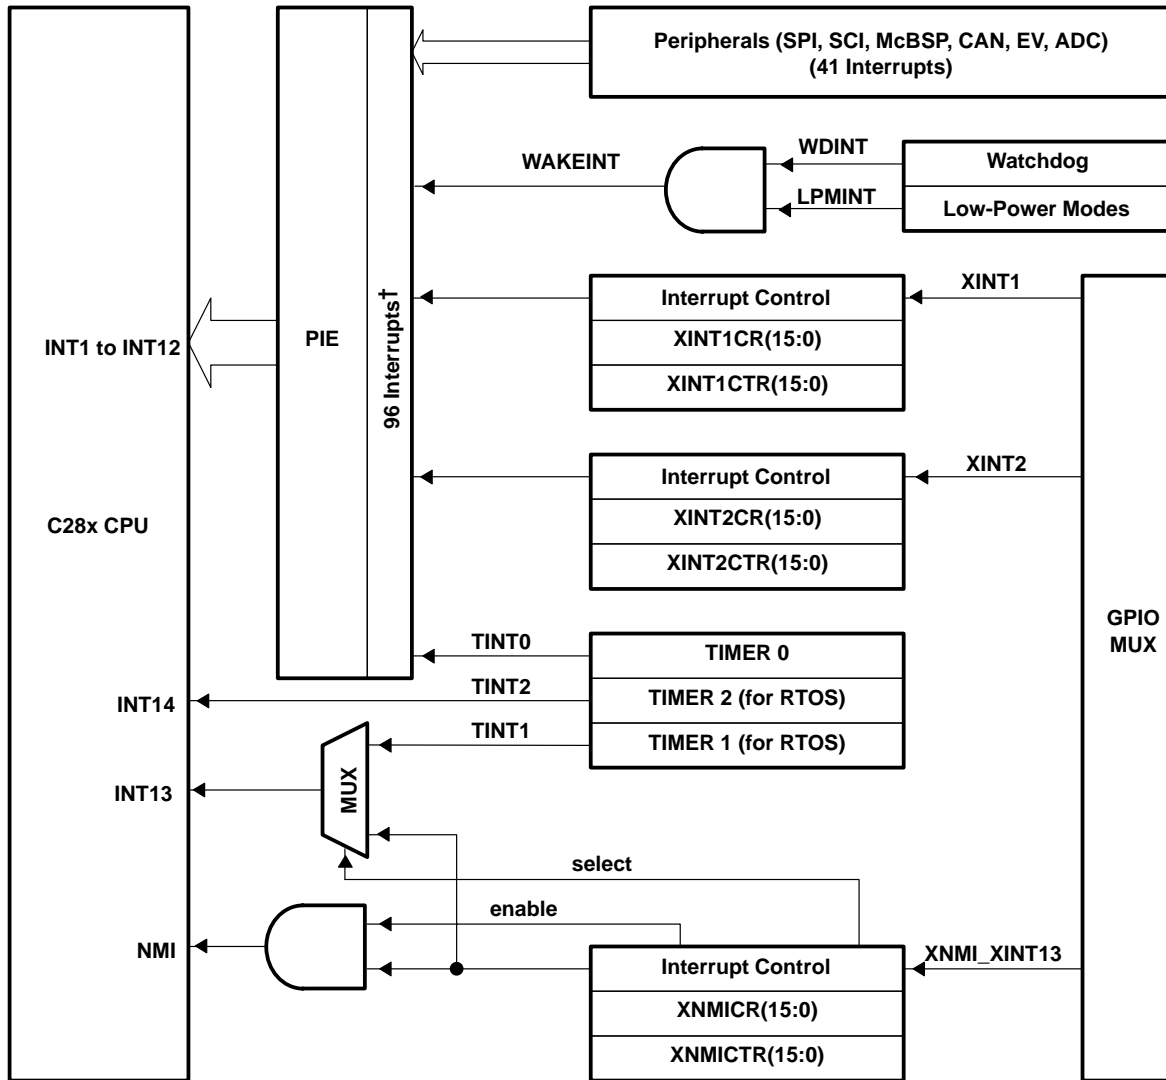 Peripherals (SPI, SCI, McBSP, CAN, EV, ADC)
(41 Interrupts)
WDINT
Watchdog
WAKEINT
LPMINT
Low-Power Modes
XINT1
Interrupt Control
96 Interrupts†
INT1 to INT12
PIE
XINT1CR(15:0)
XINT1CTR(15:0)
XINT2
Interrupt Control
C28x CPU
XINT2CR(15:0)
XINT2CTR(15:0)
GPIO
MUX
TINT0
TIMER 0
TINT2
INT14
TIMER 2 (for RTOS)
TINT1
TIMER 1 (for RTOS)
INT13
MUX
select
enable
NMI
XNMI_XINT13
Interrupt Control
XNMICR(15:0)
XNMICTR(15:0)